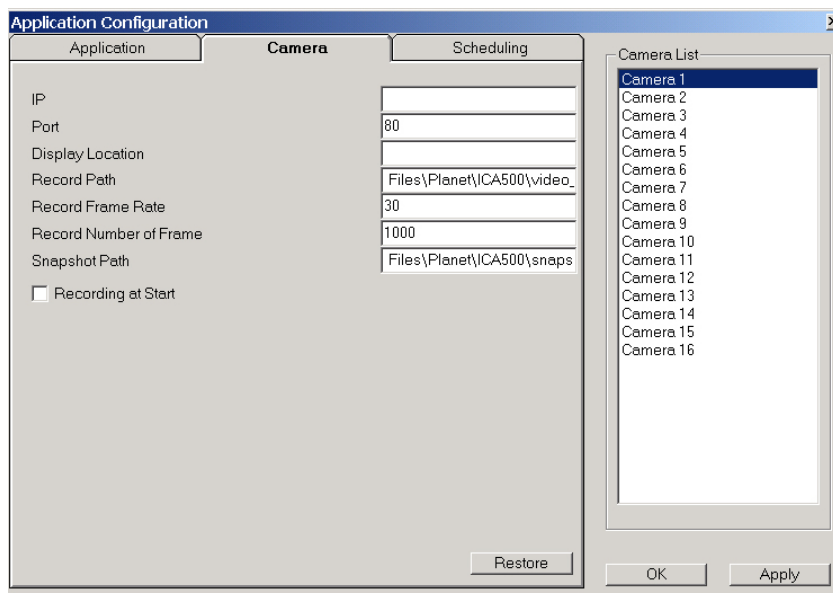 Application Configuration
Application
Camera
Scheduling
IP
Port
80
Display Location
Record Path
Files\Planet\ICA500\video_
Record Frame Rate
30
Record Number of Frame
1000
Snapshot Path
Files\Planet\ICA500\snaps
Recording at Start
Restore
Camera List
Camera 1
Camera 2
Camera 3
Camera 4
Camera 5
Camera 6
Camera 7
Camera 8
Camera 9
Camera 10
Camera 11
Camera 12
Camera 13
Camera 14
Camera 15
Camera 16
OK
Apply